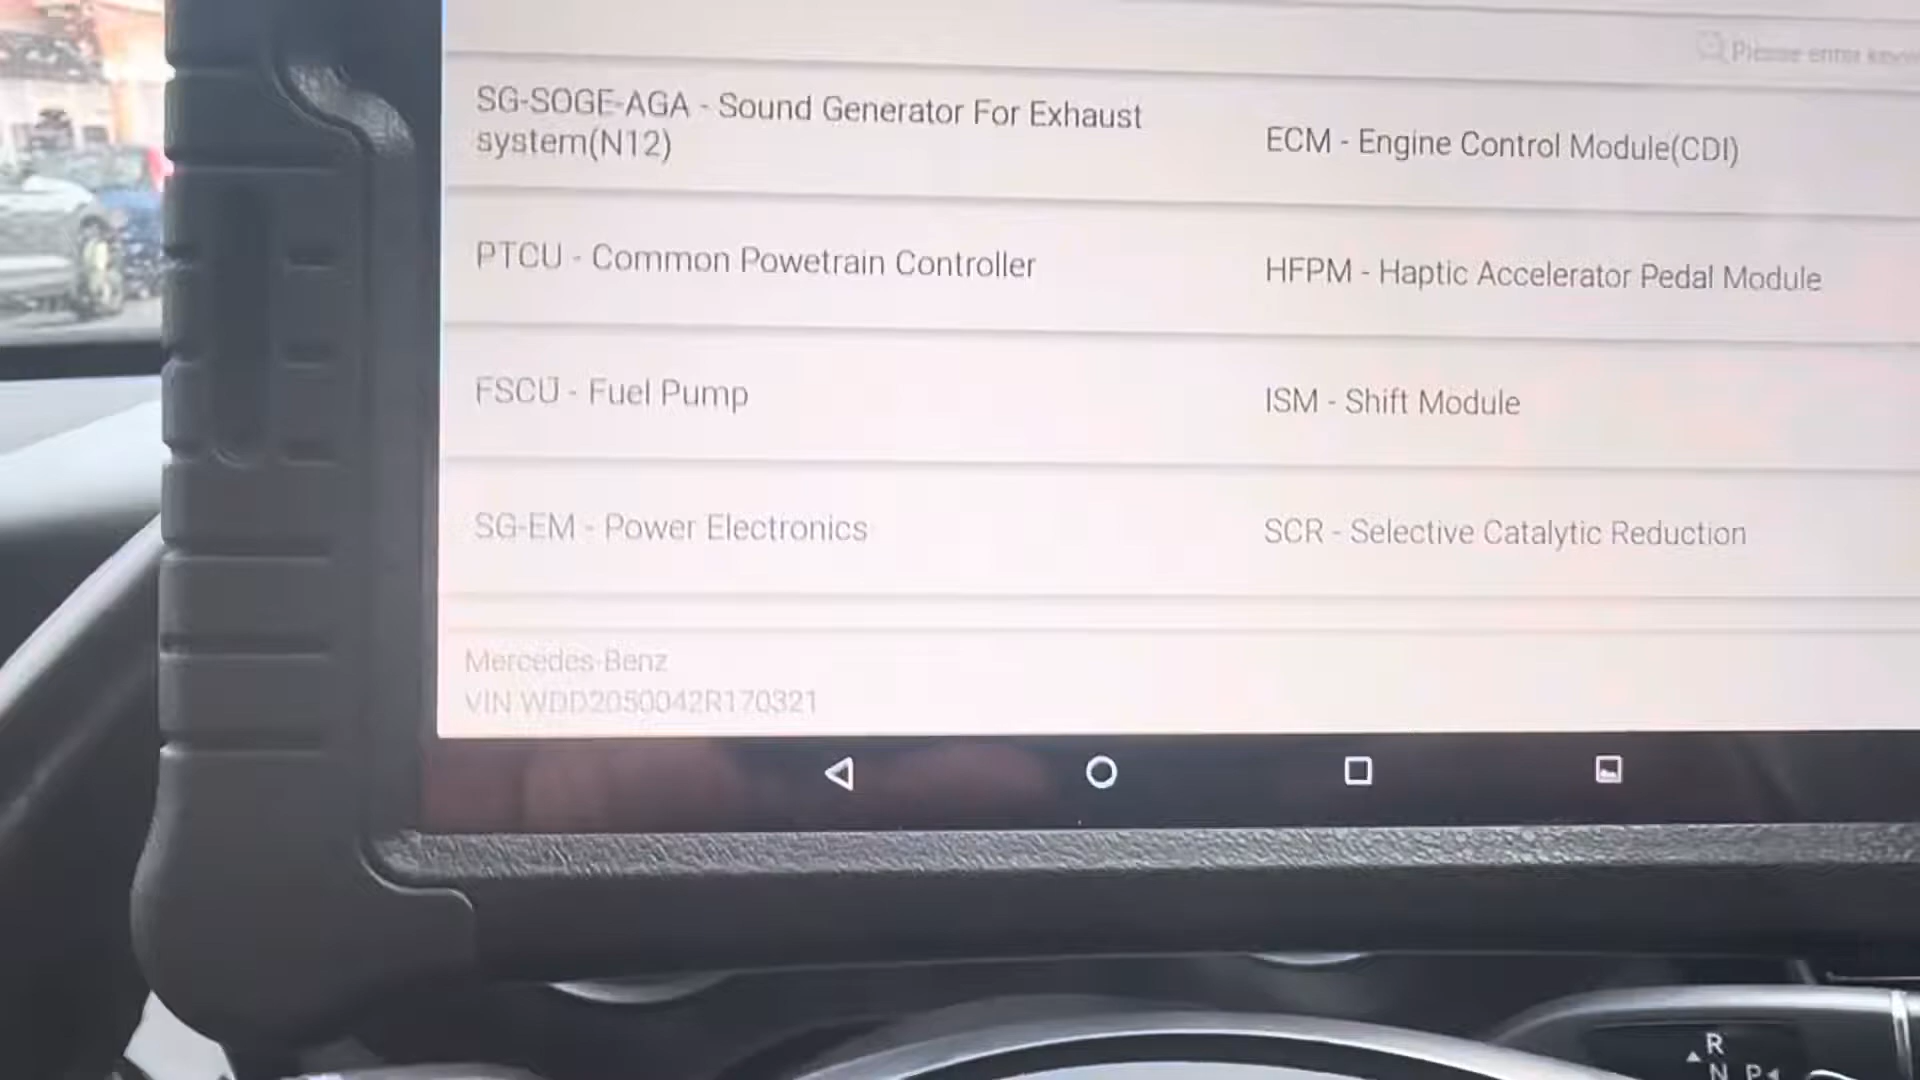 Please enter
SG-SOGE-AGA - Sound Generator For Exhaust
system(N12)
ECM - Engine Control Module(CDI)
PTCU - Common Powetrain Controller
HFPM - Haptic Accelerator Pedal Module
FSCU - Fuel Pump
ISM - Shift Module
SG-EM - Power Electronics
SCR - Selective Catalytic Reduction
Mercedes-Benz
VIN WDD2050042R170321
R
N P